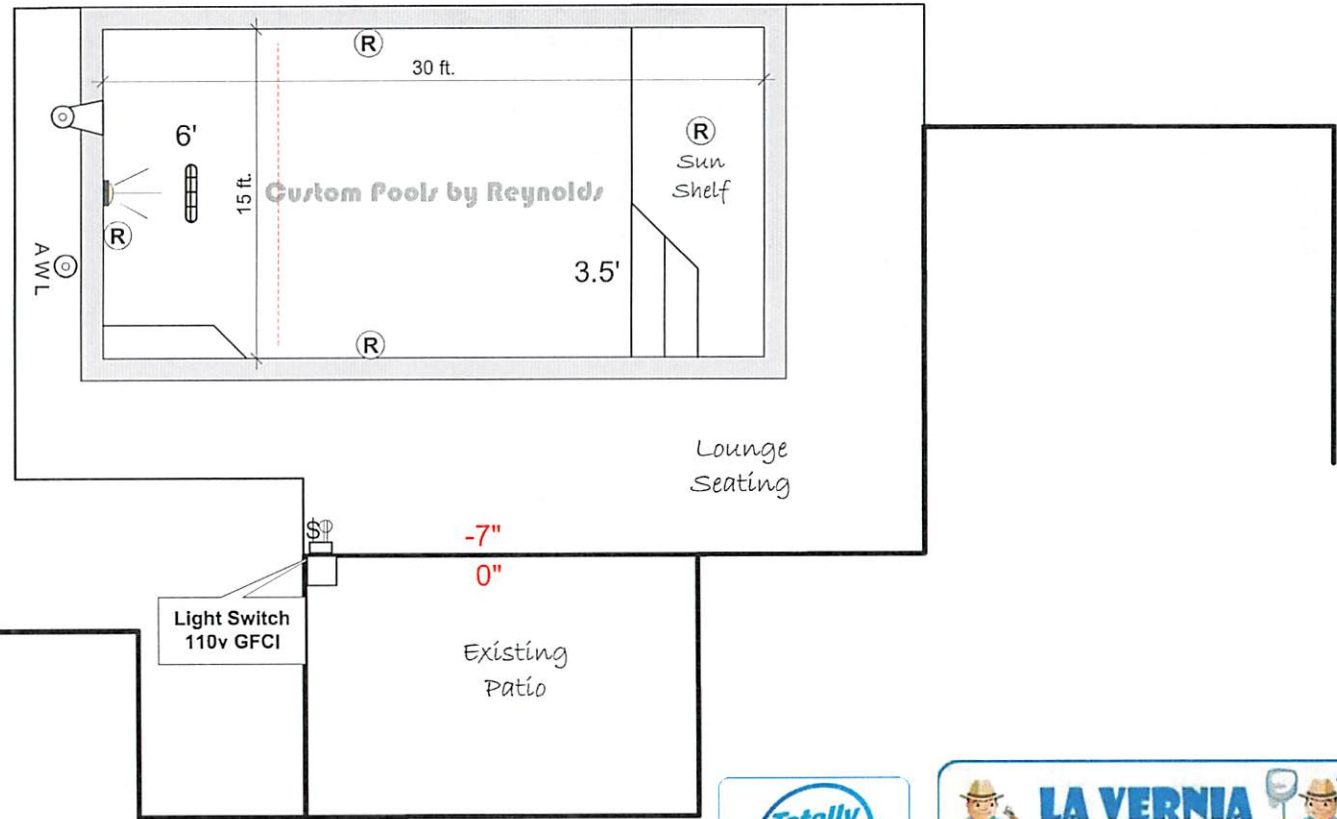 R
30 ft.
6'
R
Sun
Shelf
15 ft.
Custom Pools by Reynolds
R
AWL
3.5'
R
Lounge
Seating
$
-7"
0"
Light Switch
110v GFCI
Existing
Patio
Totally
LA VERNIA